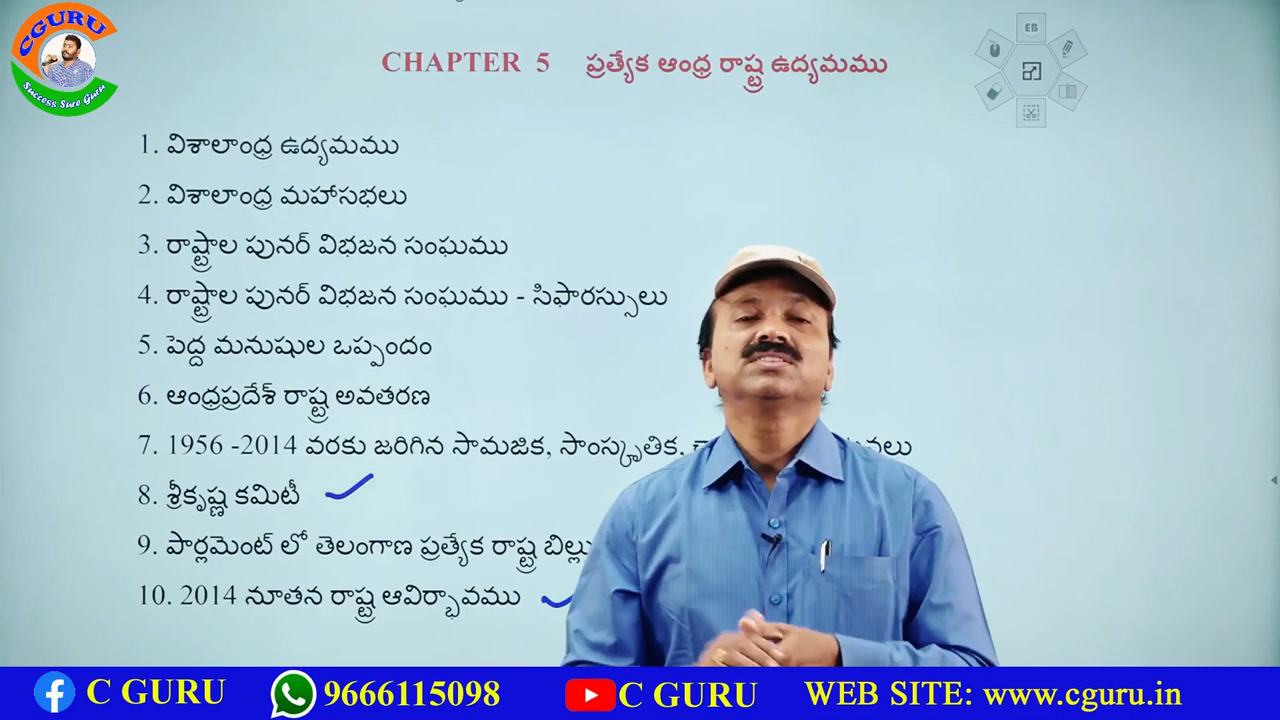 CGURU
Success Sure Guru
EB
CHAPTER 5 ప్రత్యేక ఆంధ్ర రాష్ట్ర ఉద్యమము
1. విశాలాంధ్ర ఉద్యమము
2. విశాలాంధ్ర మహాసభలు
3. రాష్ట్రాల పునర్ విభజన సంఘము
4. రాష్ట్రాల పునర్ విభజన సంఘము - సిఫారస్సులు
5. పెద్ద మనుషుల ఒప్పందం
6. ఆంధ్రప్రదేశ్ రాష్ట్ర అవతరణ
7. 1956 -2014 వరకు జరిగిన సామజిక, సాంస్కృతిక,
8. శ్రీకృష్ణ కమిటీ
9. పార్లమెంట్ లో తెలంగాణ ప్రత్యేక రాష్ట్ర బిల్లు
10. 2014 నూతన రాష్ట్ర ఆవిర్భావము
C GURU 9666115098 C GURU WEB SITE: www.cguru.in